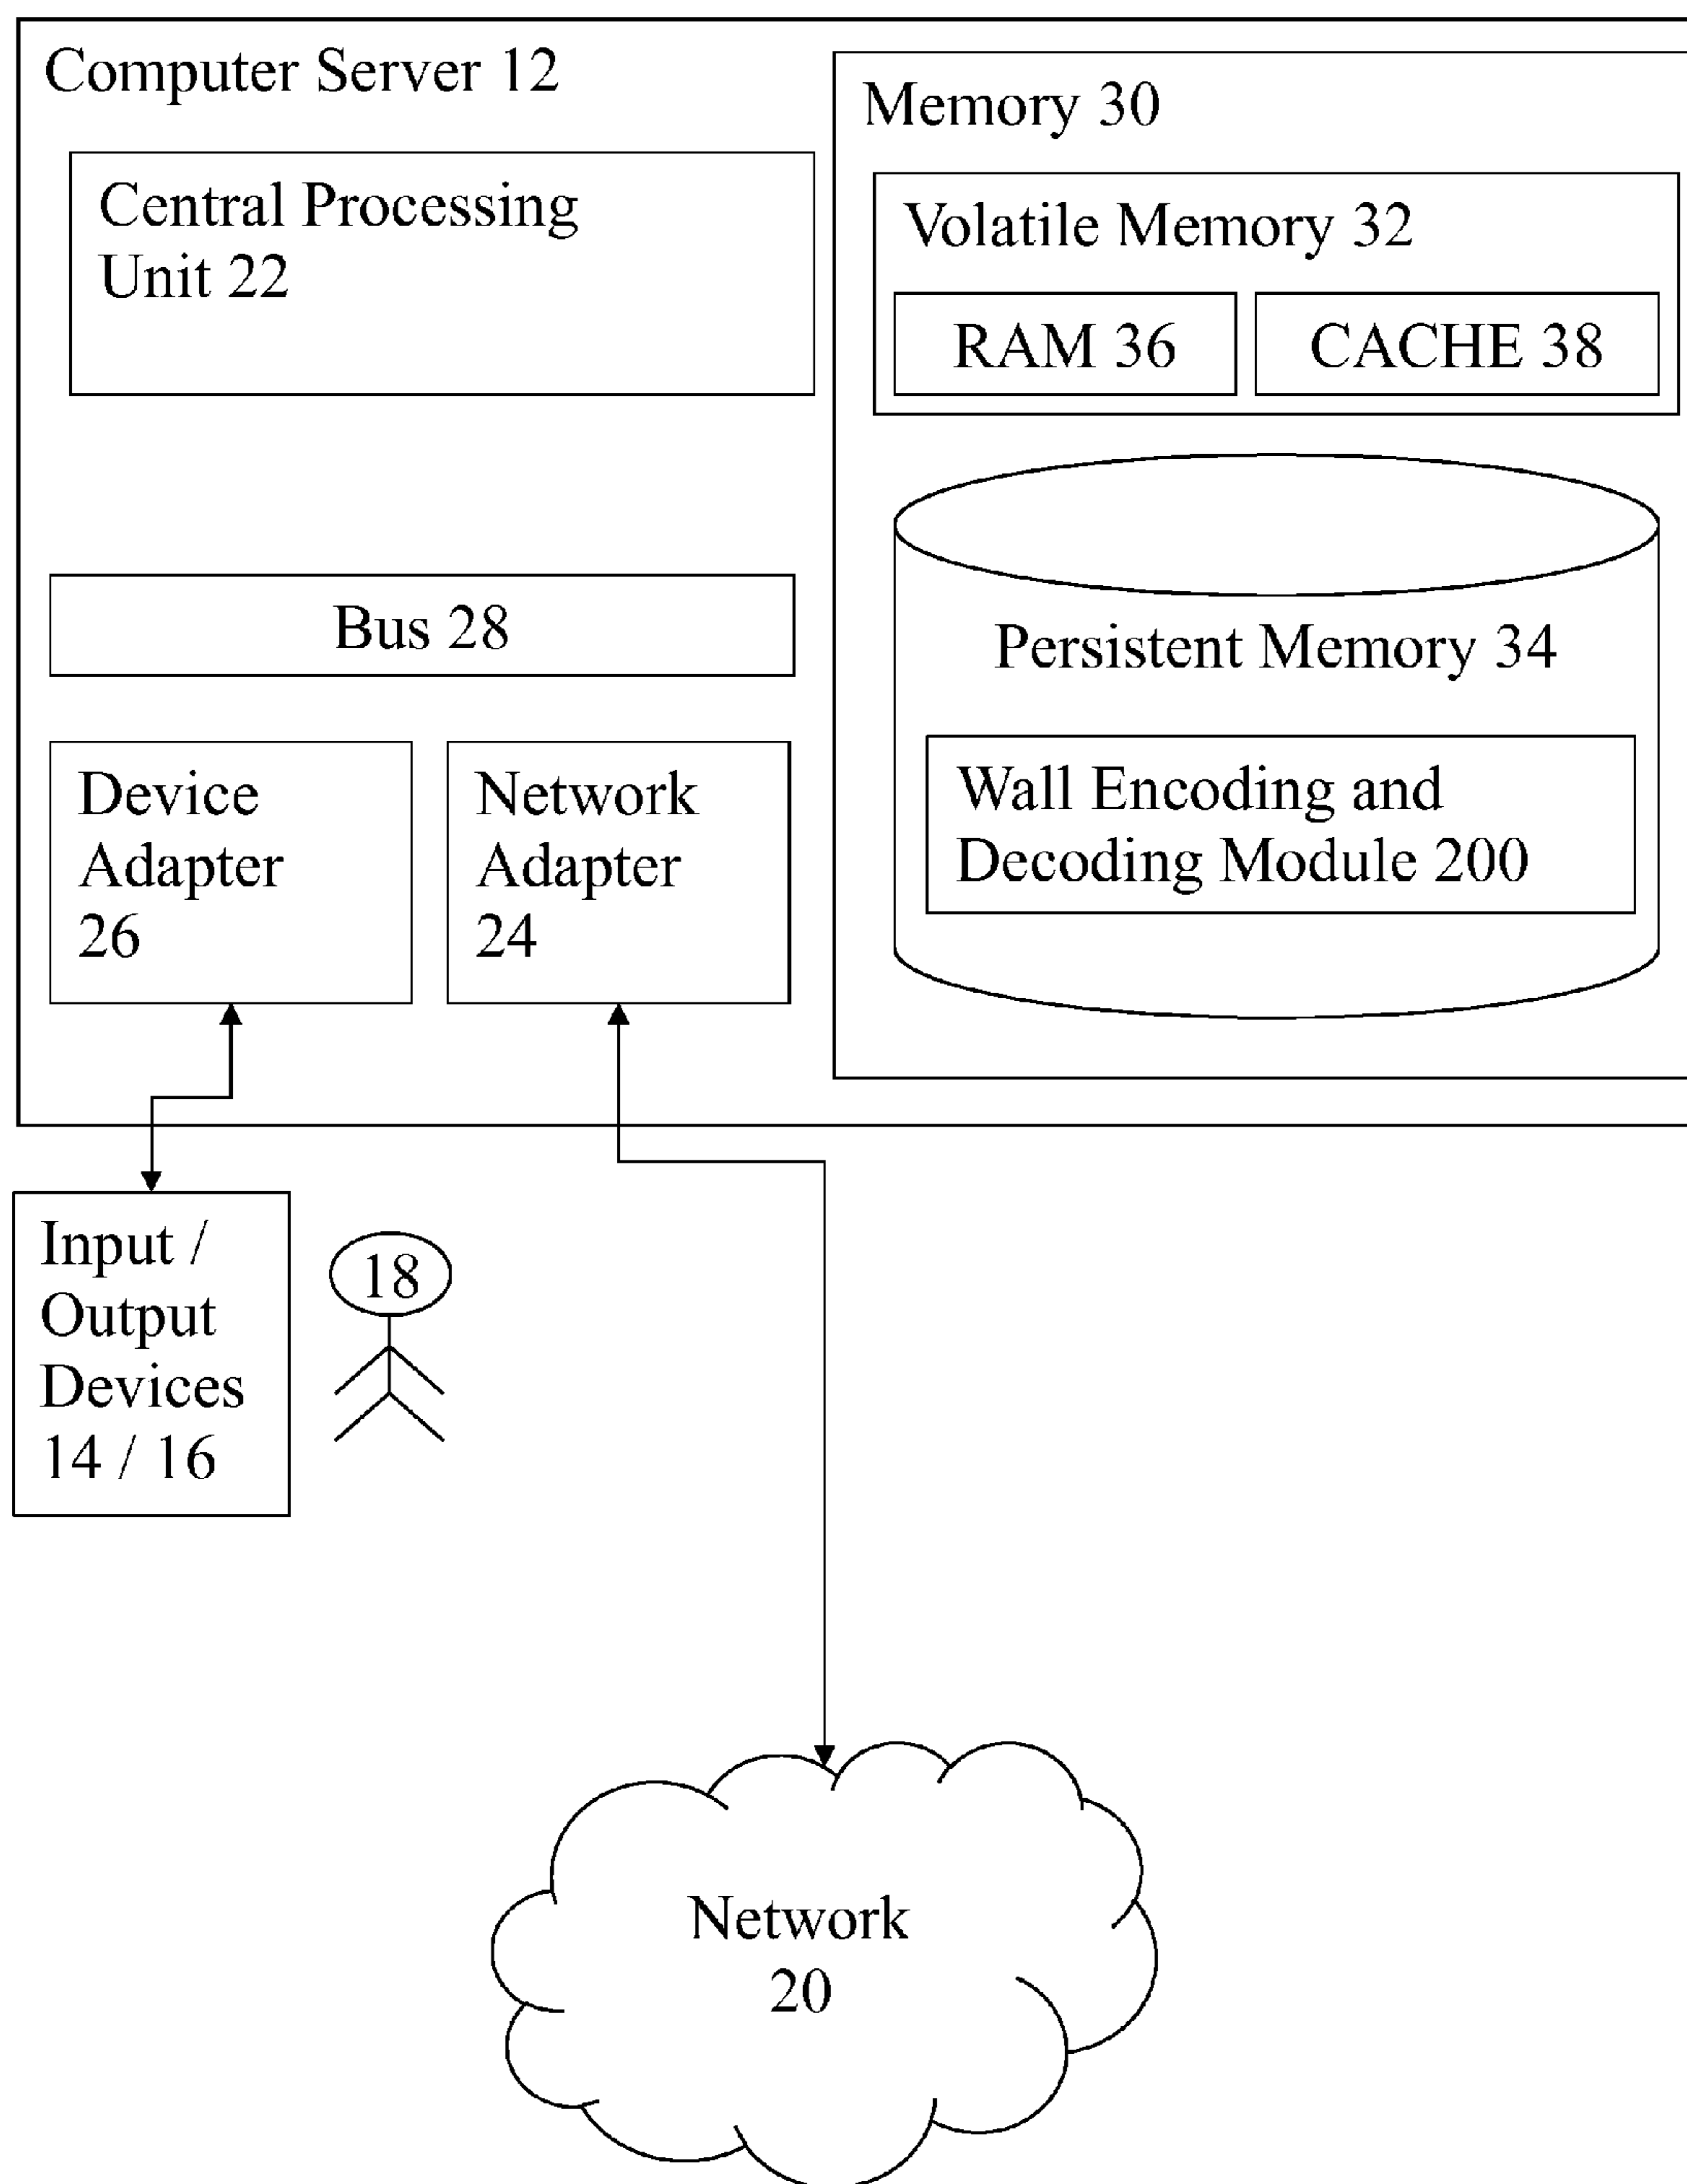 Computer Server 12
Central Processing
Unit 22
Bus 28
Device
Adapter
26
Network
Adapter
24
Memory 30
Volatile Memory 32
RAM 36
CACHE 38
Persistent Memory 34
Wall Encoding and
Decoding Module 200
Input /
Output
Devices
14 / 16
18
Network
20